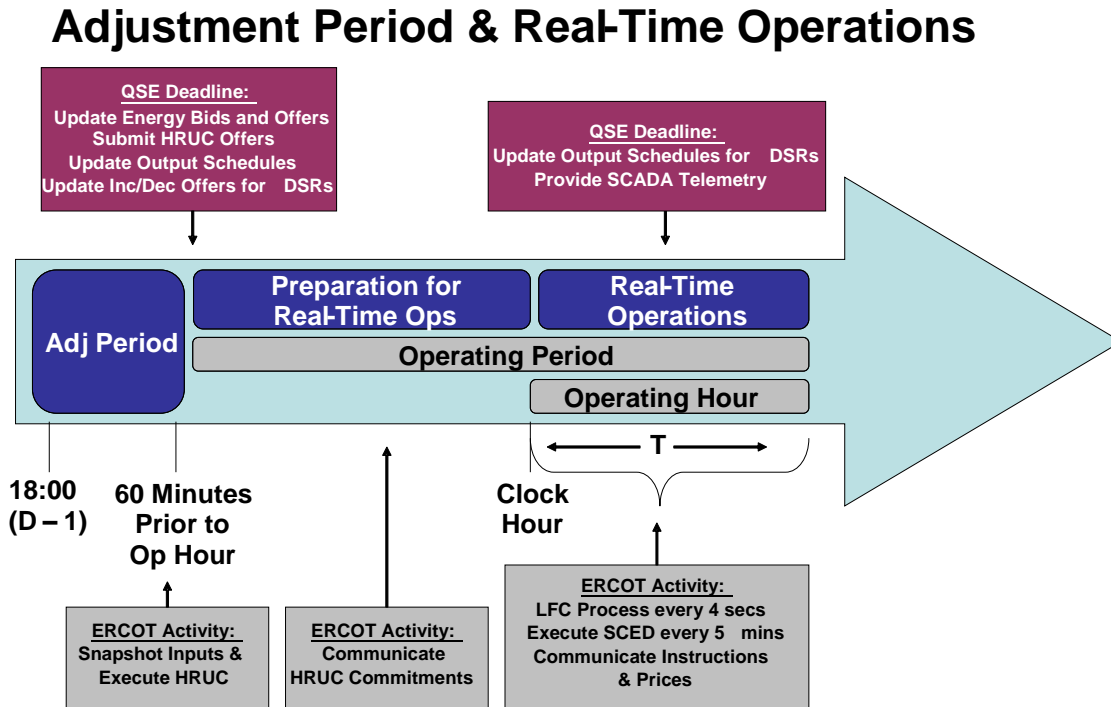 Adjustment Period & Real-Time Operations
QSE Deadline:
Update Energy Bids and Offers
Submit HRUC Offers
Update Output Schedules
Update Inc/Dec Offers for DSRs
QSE Deadline:
Update Output Schedules for DSRs
Provide SCADA Telemetry
Adj Period
Preparation for
Real-Time Ops
Real-Time
Operations
Operating Period
Operating Hour
T
18:00
(D – 1)
60 Minutes
Prior to
Op Hour
Clock
Hour
ERCOT Activity:
Snapshot Inputs &
Execute HRUC
ERCOT Activity:
Communicate
HRUC Commitments
ERCOT Activity:
LFC Process every 4 secs
Execute SCED every 5 mins
Communicate Instructions
& Prices